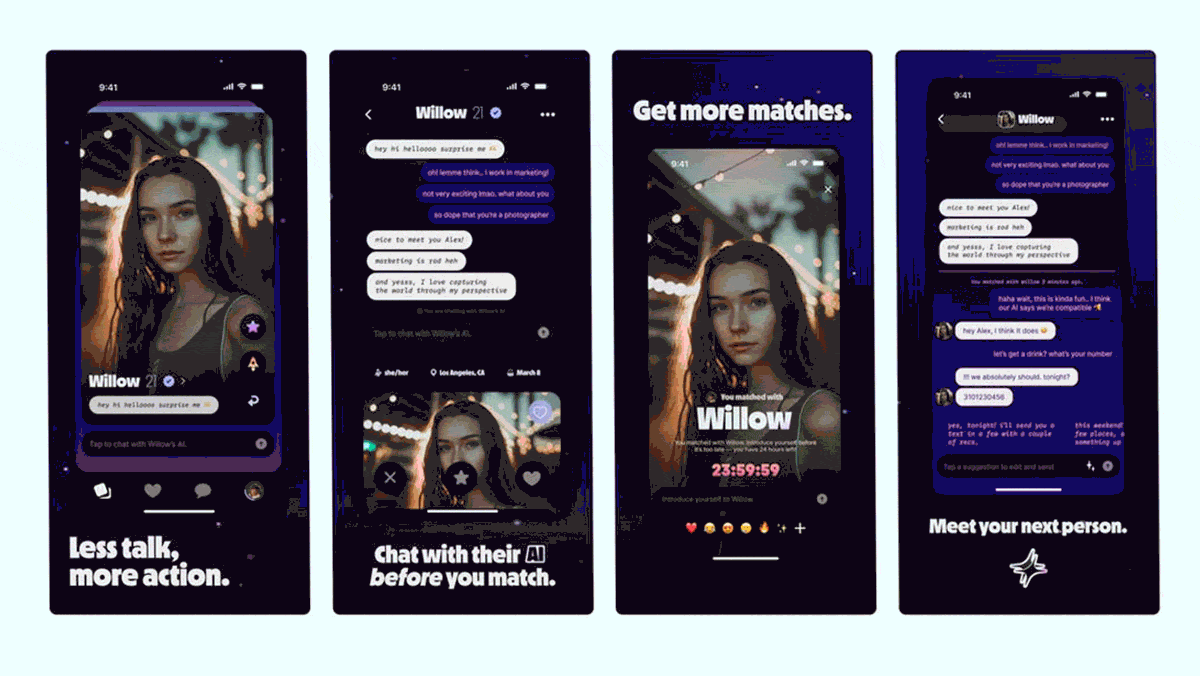 9:41
Willow 21
hey hi helloooo surprise me
Tap to chat with Willow's AI.
Less talk,
more action.
9:41
Willow 21
hey hi helloooo surprise me
oh! lemme think.. I work in marketing!
not very exciting lmao. what about you
so dope that you're a photographer
nice to meet you Alex!
marketing is rad heh
and yesss, I love capturing
the world through my perspective
You are chatting with Willow's AI
Tap to chat with Willow's AI.
she/her
Los Angeles, CA
March 8
Chat with their AI
before you match.
Get more matches.
9:41
You matched with
Willow
You matched with Willow. Introduce yourself before
it's too late — you have 24 hours left!
23:59:59
Introduce yourself to Willow
9:41
Willow
oh! lemme think.. I work in marketing!
not very exciting lmao. what about you
so dope that you're a photographer
nice to meet you Alex!
marketing is rad heh
and yesss, I love capturing
the world through my perspective
You matched with Willow 2 minutes ago.
haha wait, this is kinda fun.. I think
our AI says we're compatible
hey Alex, I think it does
let's get a drink? what's your number
!!! we absolutely should. tonight?
3101230456
yes, tonight! i'll send you a
text in a few with a couple
of recs.
this weekend!
few places, s
something up
Tap a suggestion to edit and send
Meet your next person.